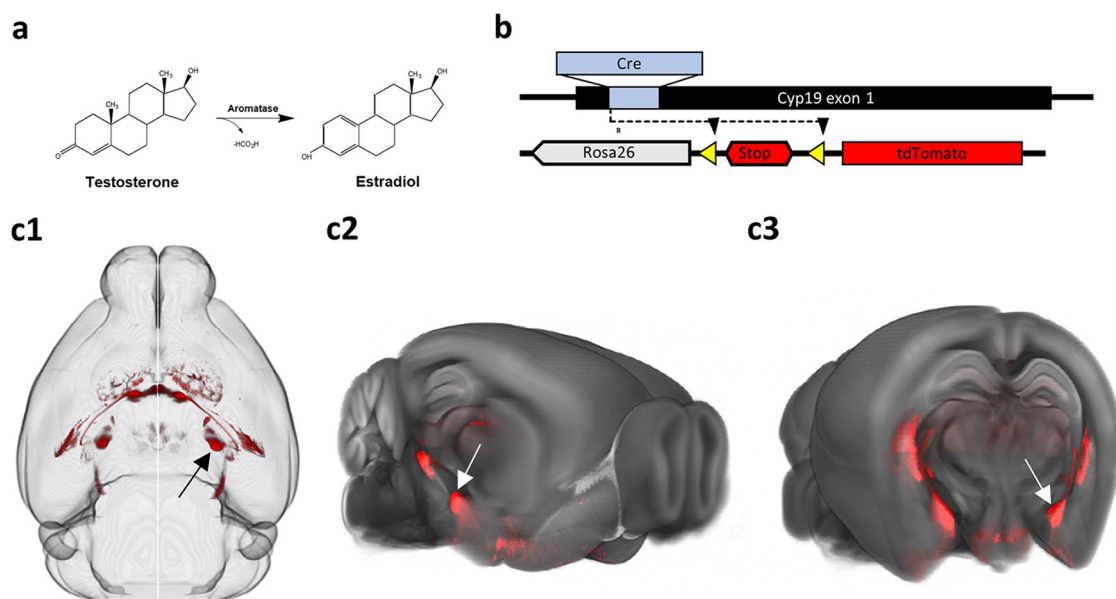 a
b
CH₃
OH
CH₃
O
Testosterone
Aromatase
-HCO₂H
CH₃
OH
OH
Estradiol
Cre
Cyp19 exon 1
B
Rosa26
Stop
tdTomato
c1
c2
c3